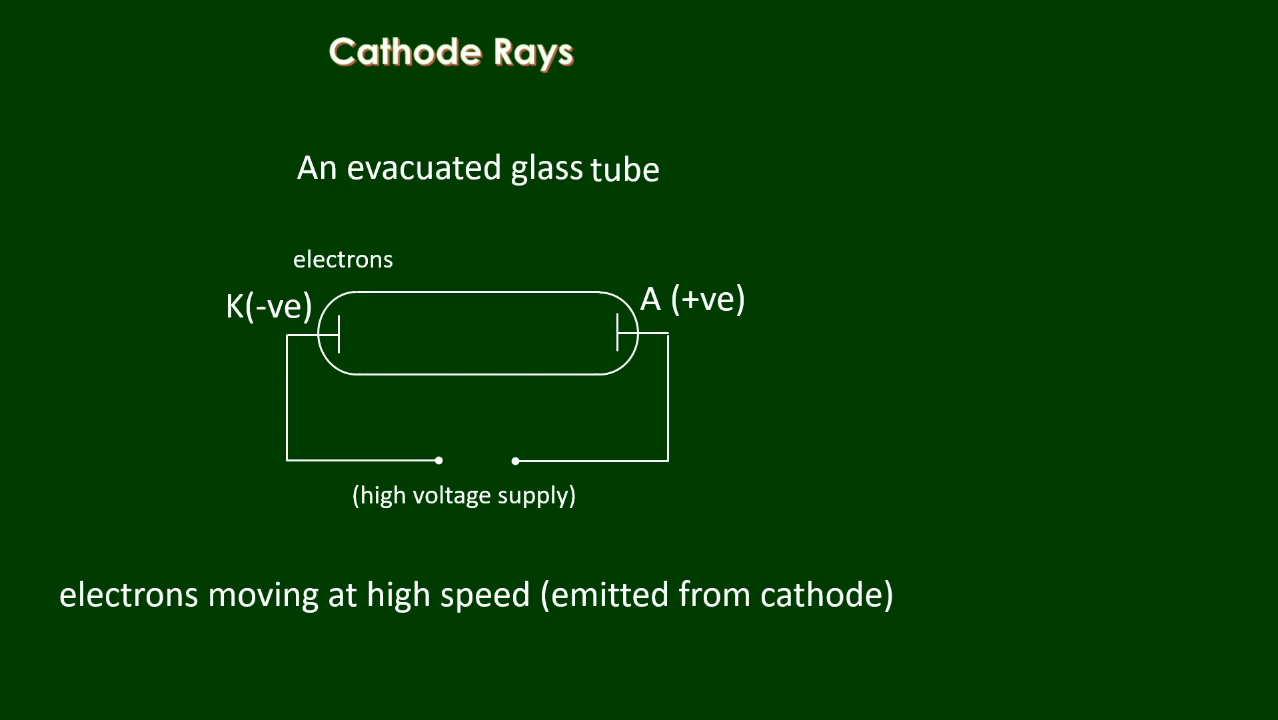 Cathode Rays
An evacuated glass tube
electrons
K(-ve)
A (+ve)
(high voltage supply)
electrons moving at high speed (emitted from cathode)